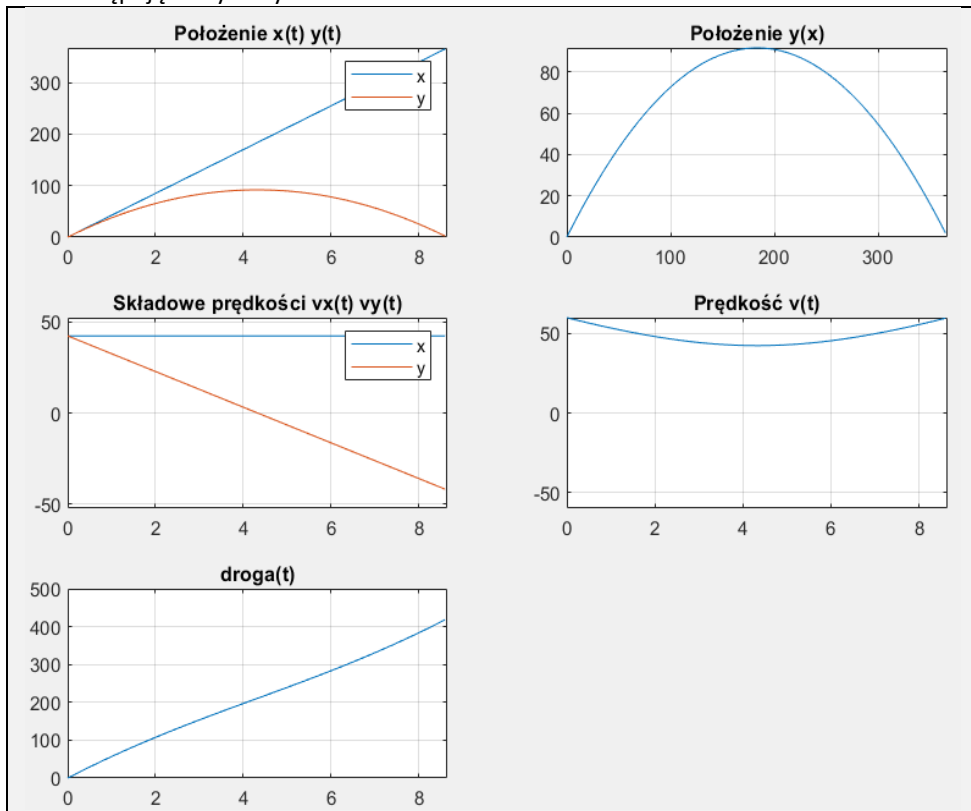 Położenie x(t) y(t)
300
200
100
0
0 2 4 6 8
x
y
Położenie y(x)
80
60
40
20
0
0 100 200 300
Składowe prędkości vx(t) vy(t)
50
0
-50
0 2 4 6 8
x
y
Prędkość v(t)
50
0
-50
0 2 4 6 8
droga(t)
500
400
300
200
100
0
0 2 4 6 8